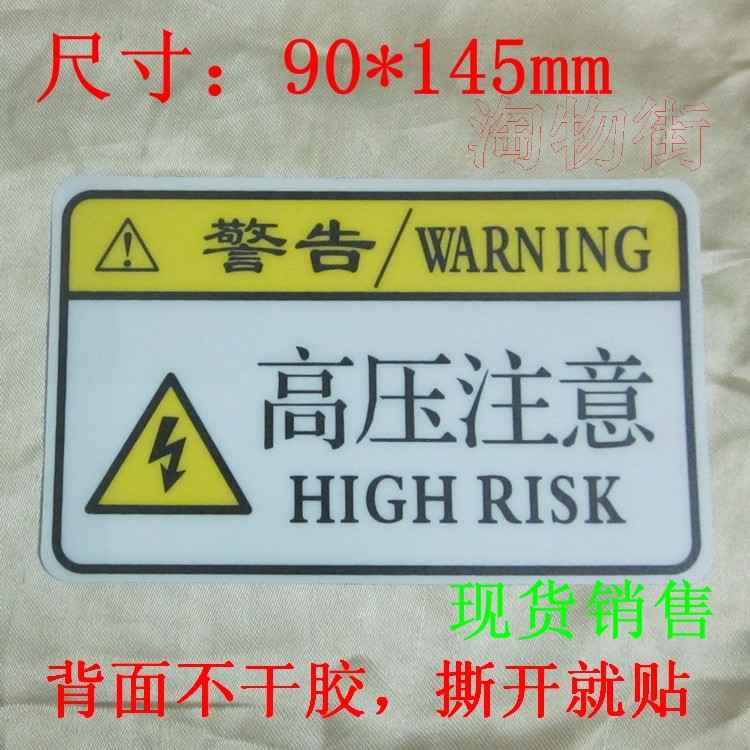 尺寸：90*145mm
淘物街
警告/WARNING
高压注意
HIGH RISK
现货销售
背面不干胶，撕开就贴